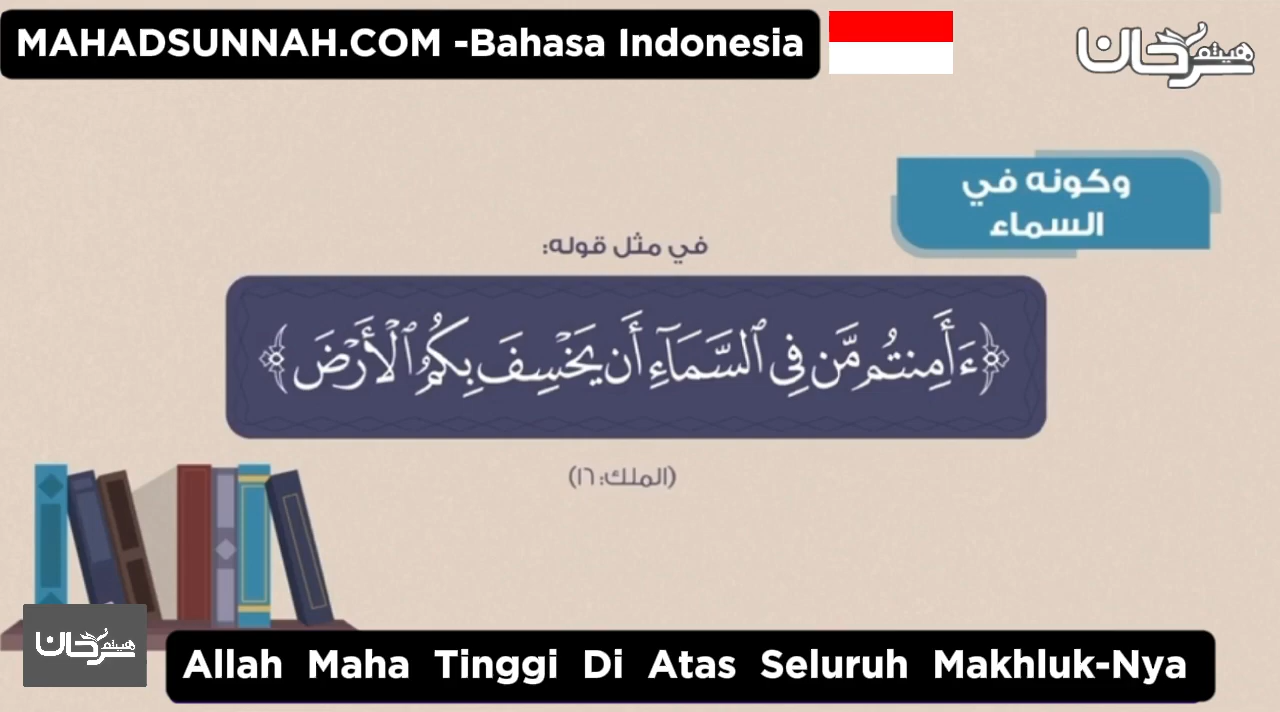 MAHADSUNNAH.COM -Bahasa Indonesia
هيثم سرحان
وكونه في
السماء
في مثل قوله:
﴿ءَأَمِنتُم مَّن فِي ٱلسَّمَآءِ أَن يَخْسِفَ بِكُمُ ٱلْأَرْضَ﴾
(الملك: ١٦)
هيثم سرحان
Allah Maha Tinggi Di Atas Seluruh Makhluk-Nya